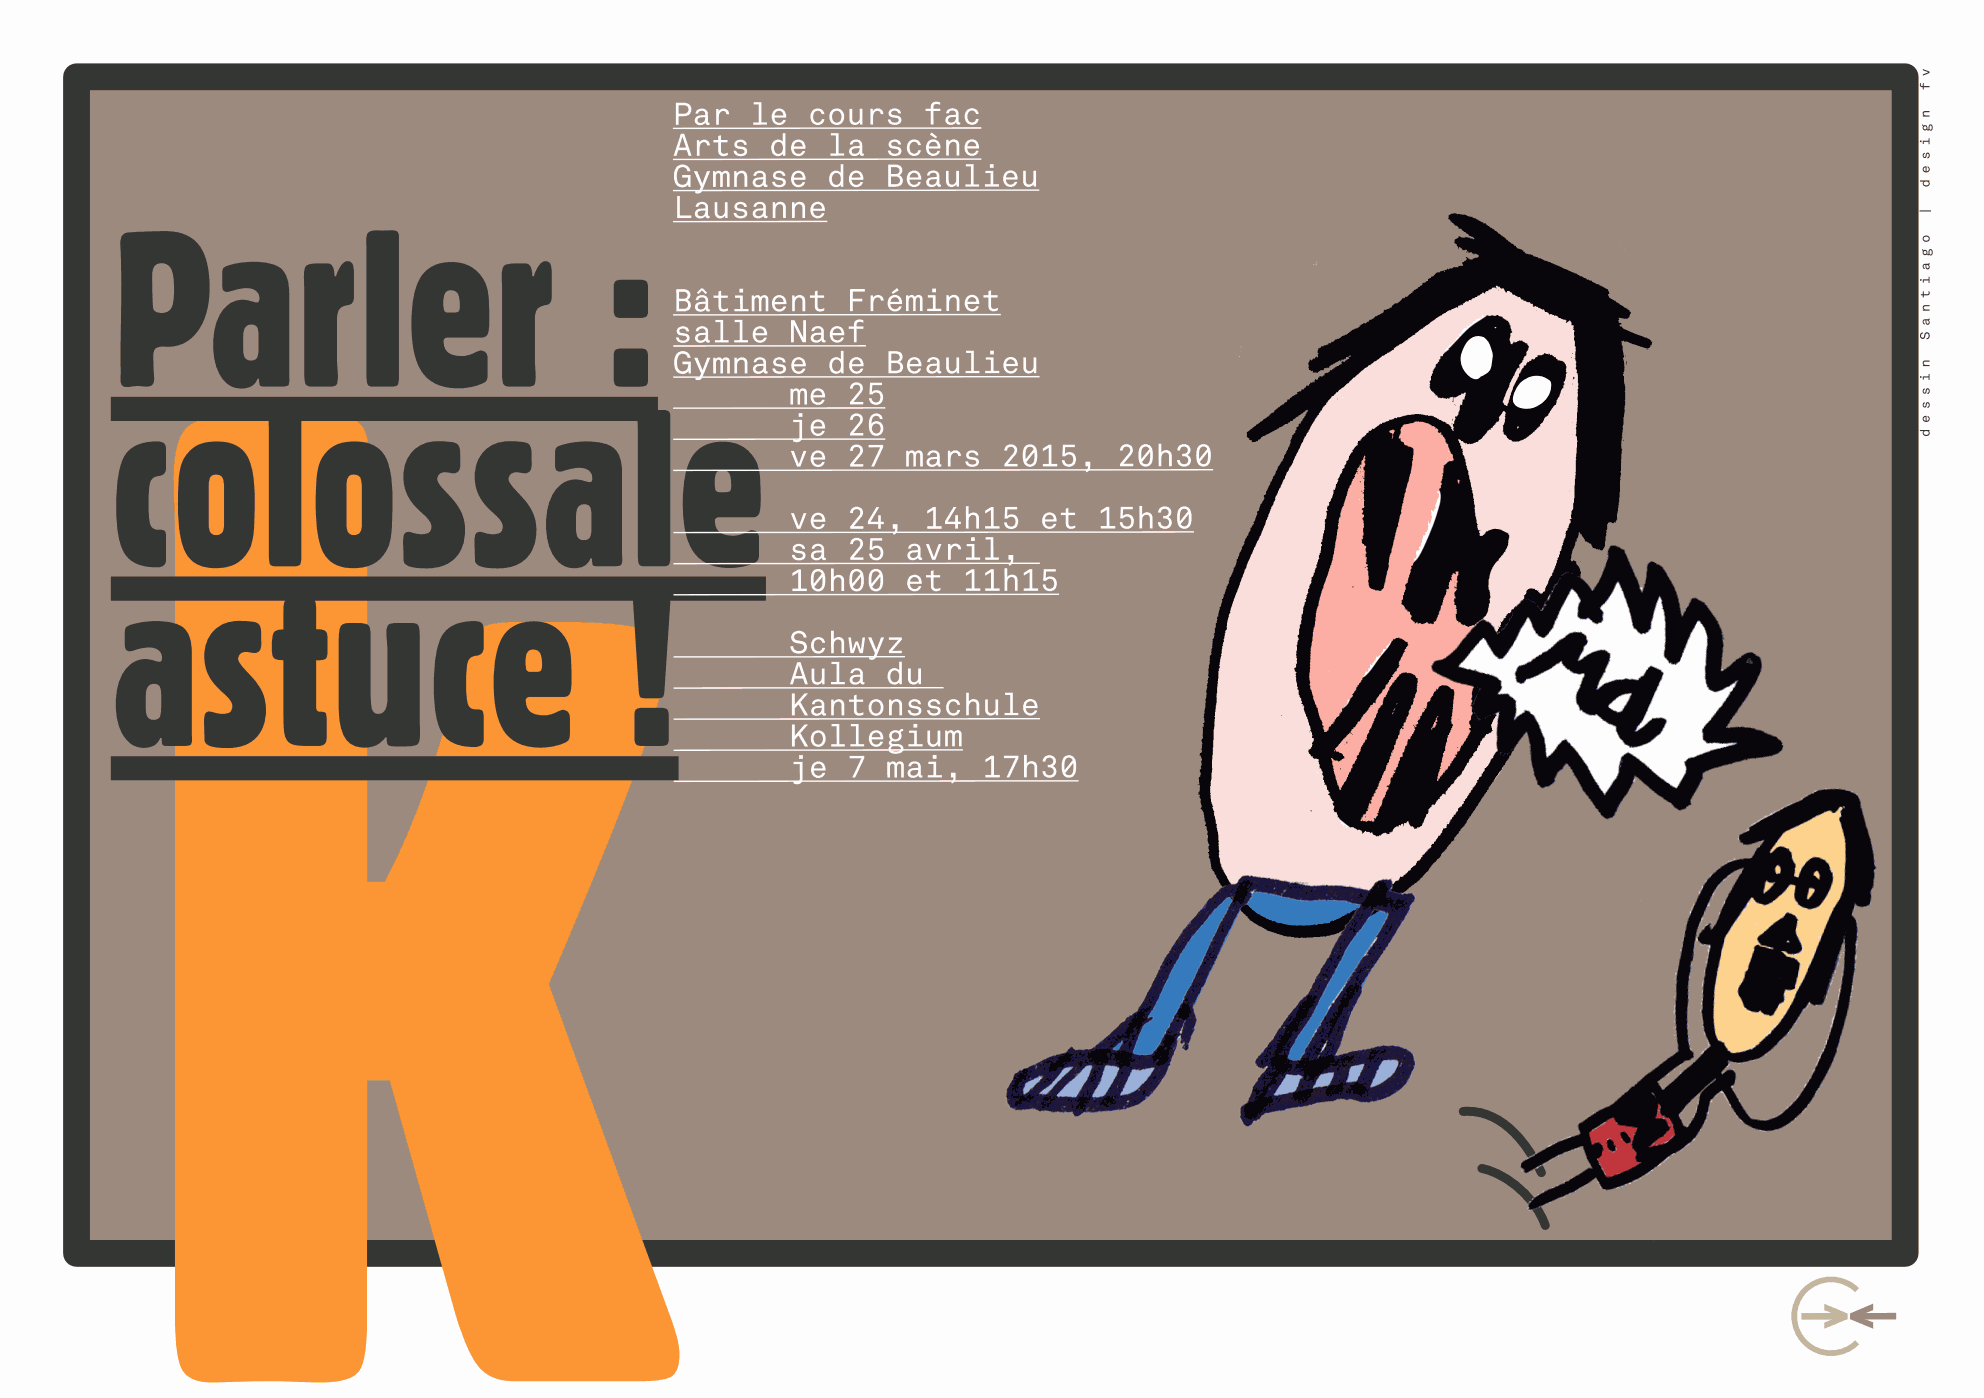 Parler :
colossale
astuce !
K
Par le cours fac
Arts de la scène
Gymnase de Beaulieu
Lausanne
Bâtiment Fréminet
salle Naef
Gymnase de Beaulieu
me 25
je 26
ve 27 mars 2015, 20h30
ve 24, 14h15 et 15h30
sa 25 avril,
10h00 et 11h15
Schwyz
Aula du
Kantonsschule
Kollegium
je 7 mai, 17h30
dessin Santiago | design fv